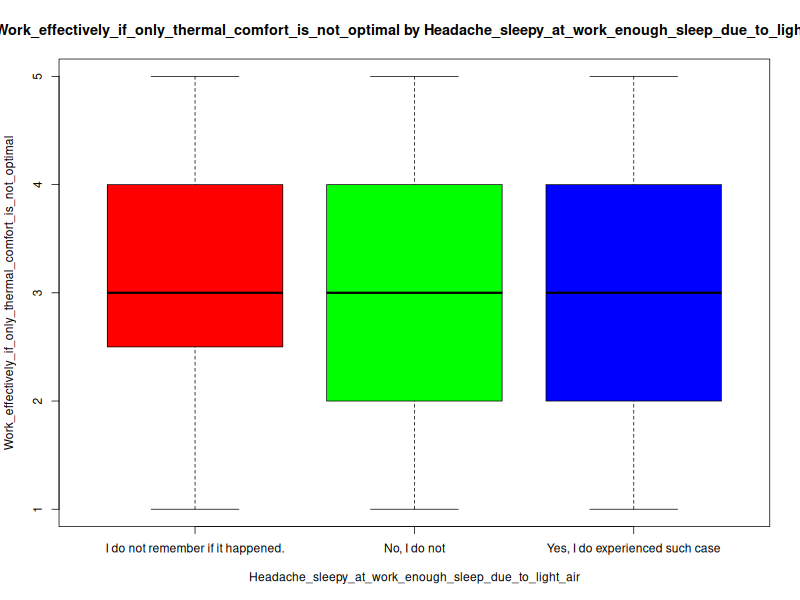 Work_effectively_if_only_thermal_comfort_is_not_optimal by Headache_sleepy_at_work_enough_sleep_due_to_ligh
Work_effectively_if_only_thermal_comfort_is_not_optimal
5
4
3
2
1
I do not remember if it happened.
No, I do not
Yes, I do experienced such case
Headache_sleepy_at_work_enough_sleep_due_to_light_air